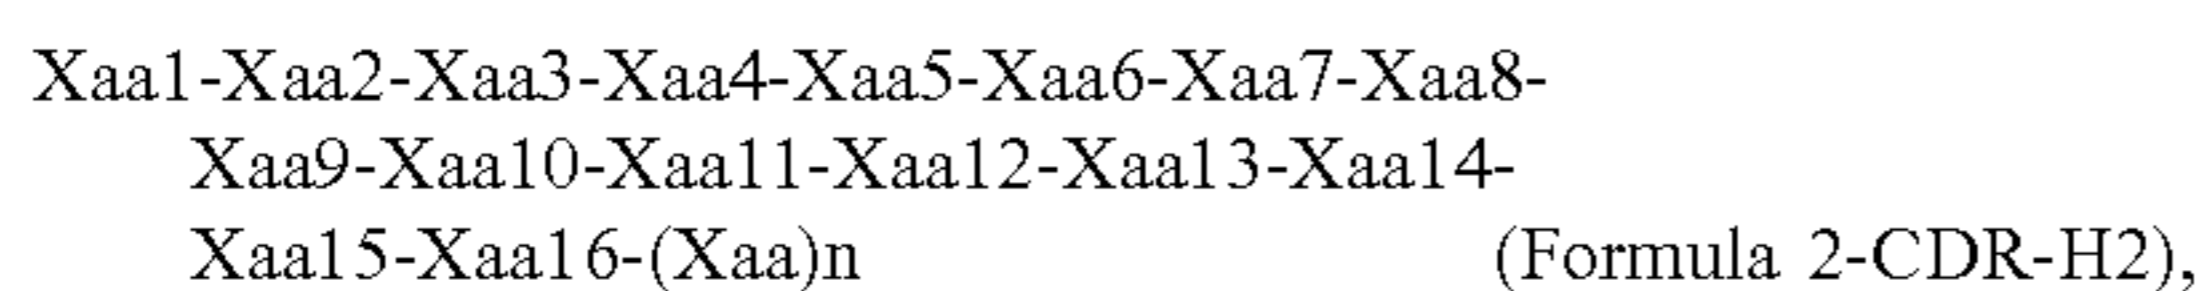 Xaa1-Xaa2-Xaa3-Xaa4-Xaa5-Xaa6-Xaa7-Xaa8-
Xaa9-Xaa10-Xaa11-Xaa12-Xaa13-Xaa14-
Xaa15-Xaa16-(Xaa)n (Formula 2-CDR-H2),